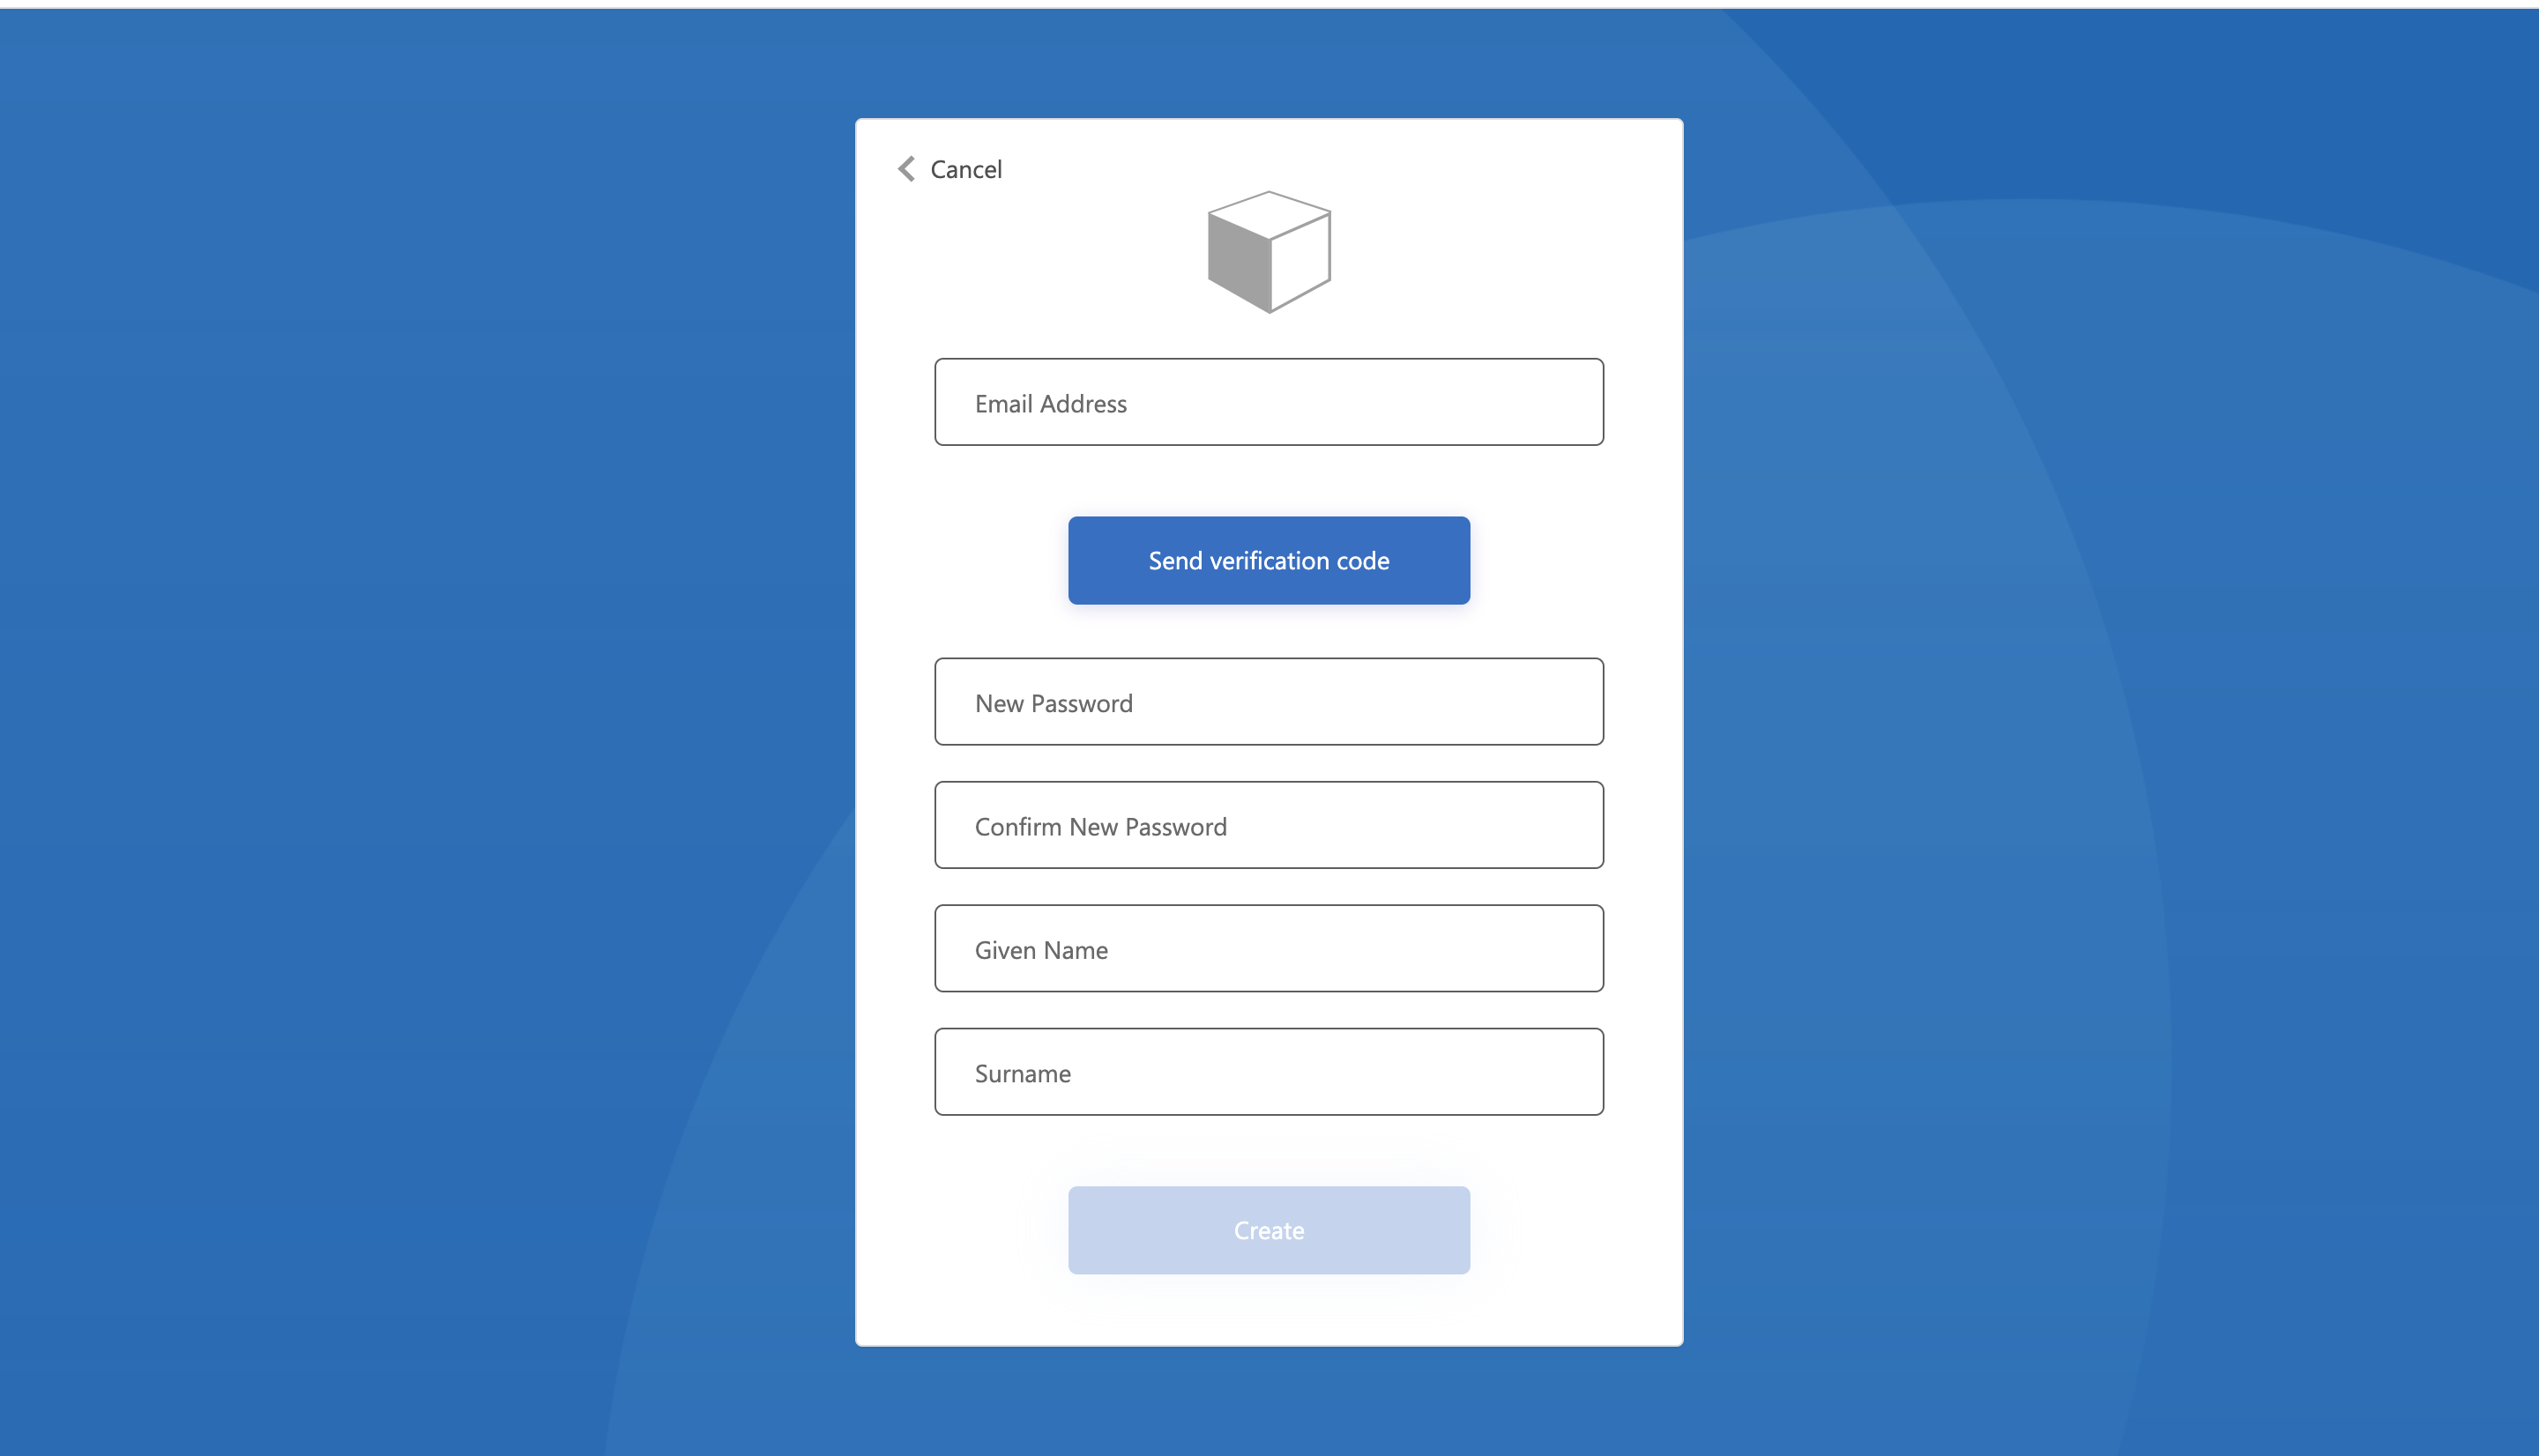 Cancel
Email Address
Send verification code
New Password
Confirm New Password
Given Name
Surname
Create